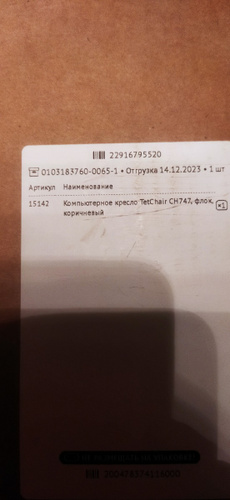 22916795520
0103183760-0065-1 • Отгрузка 14.12.2023 • 1 шт
Артикул Наименование
15142 Компьютерное кресло TetChair CH747, флок, коричневый ×1